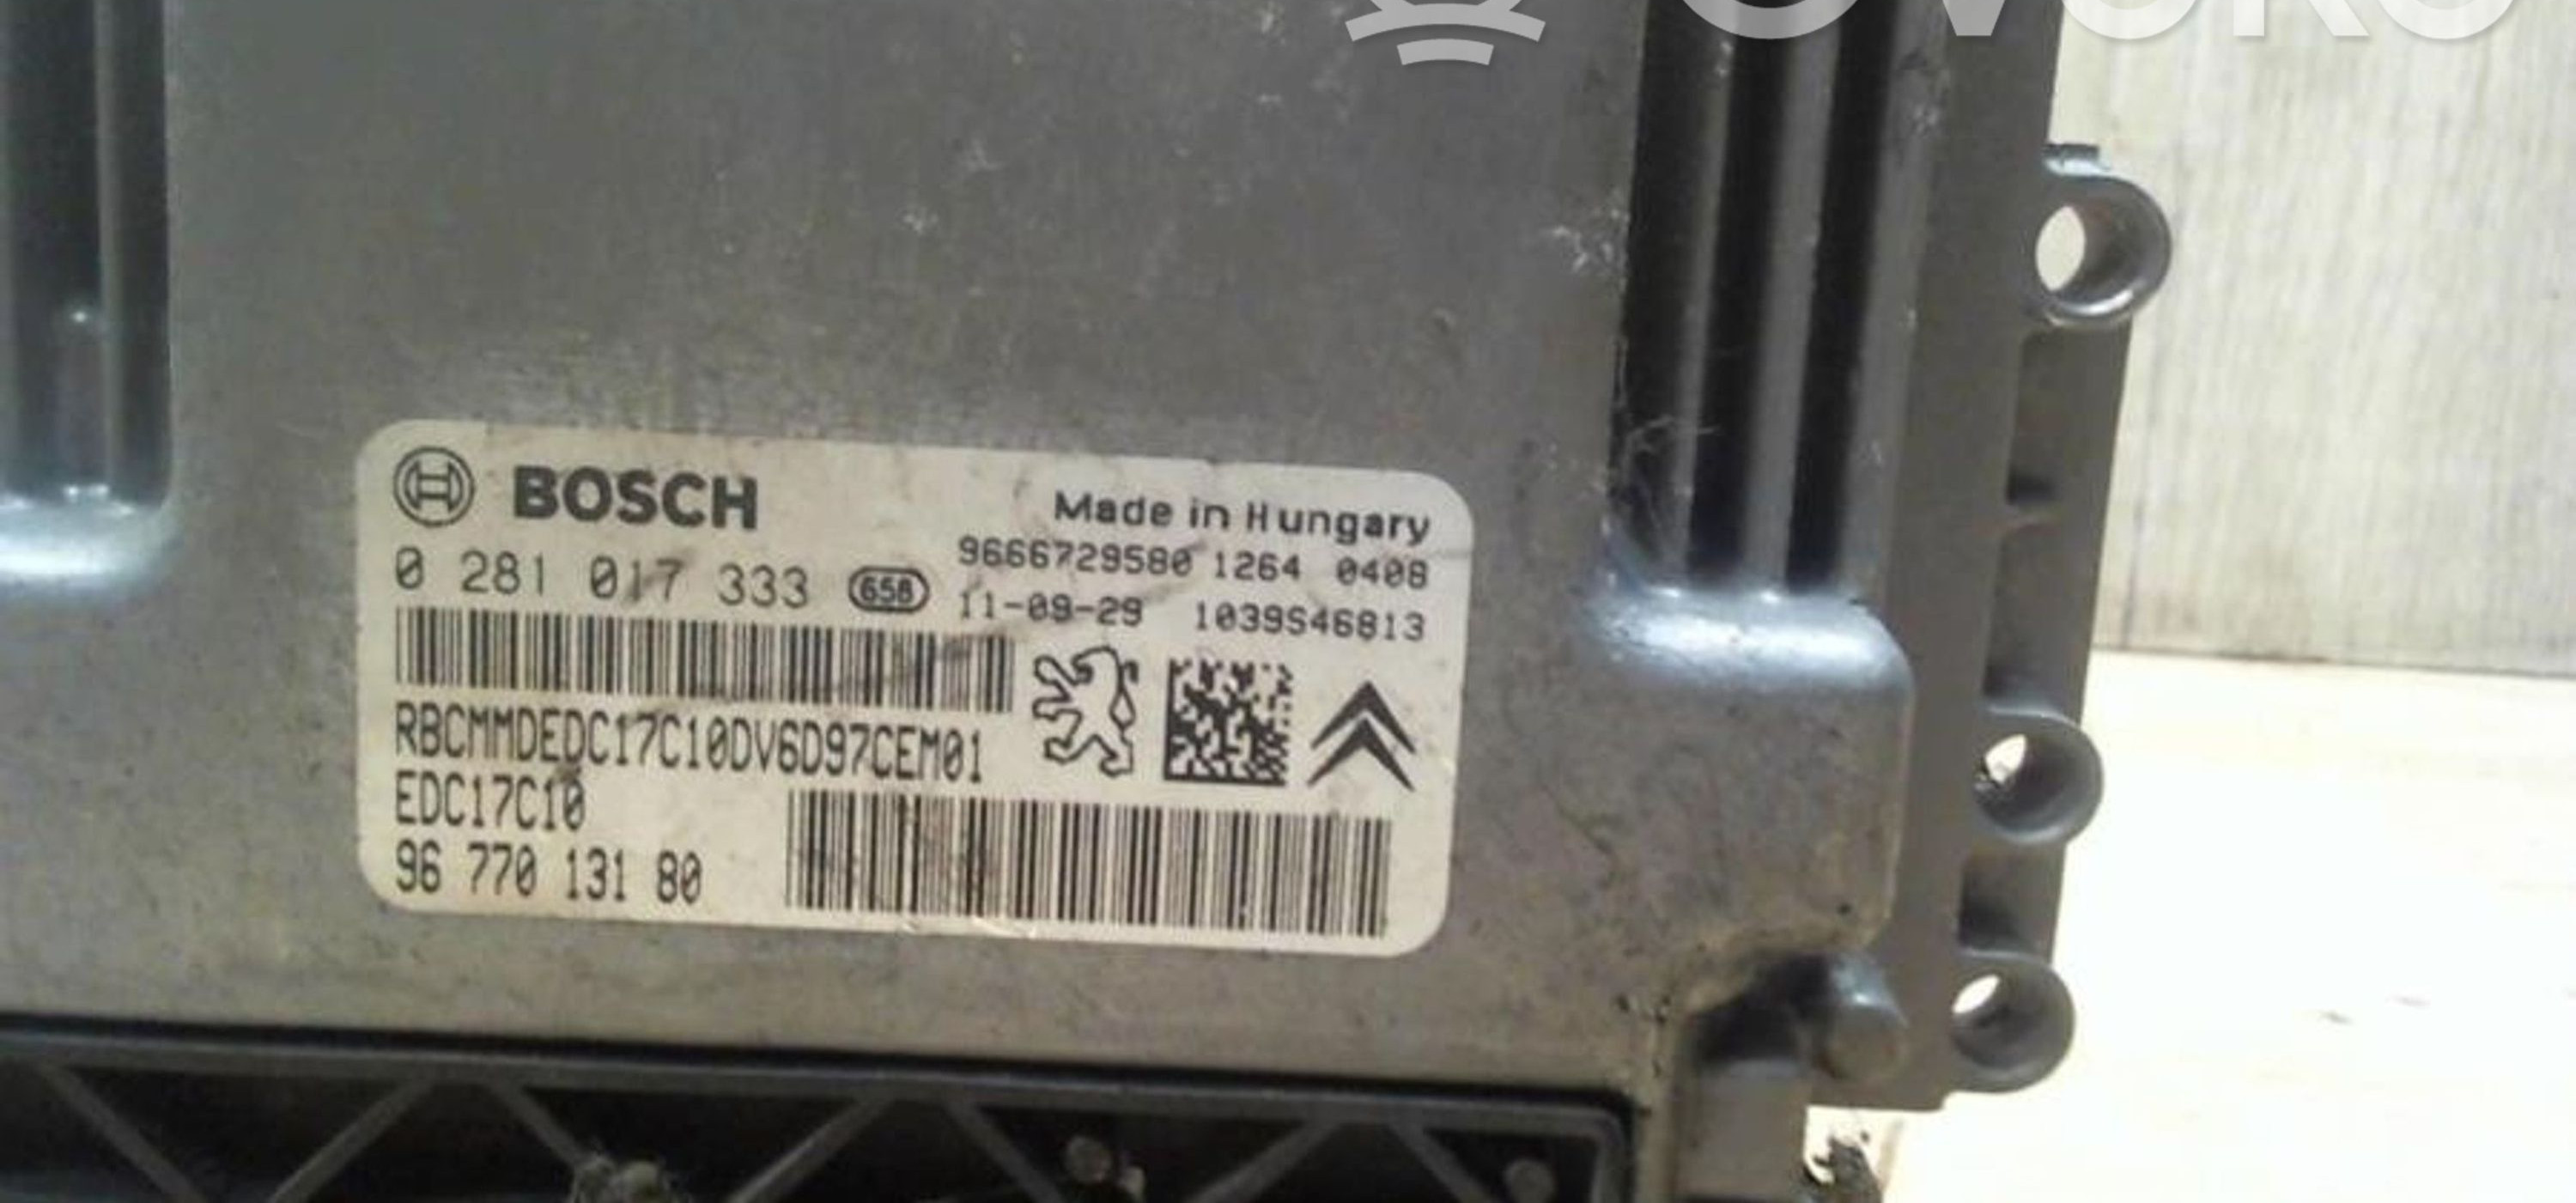 BOSCH
Made in Hungary
0 281 017 333 658
9666729580 1264 0408
11-09-29 1039S46813
RBCMMDEDC17C10DV6D97CEM01
EDC17C10
96 770 131 80